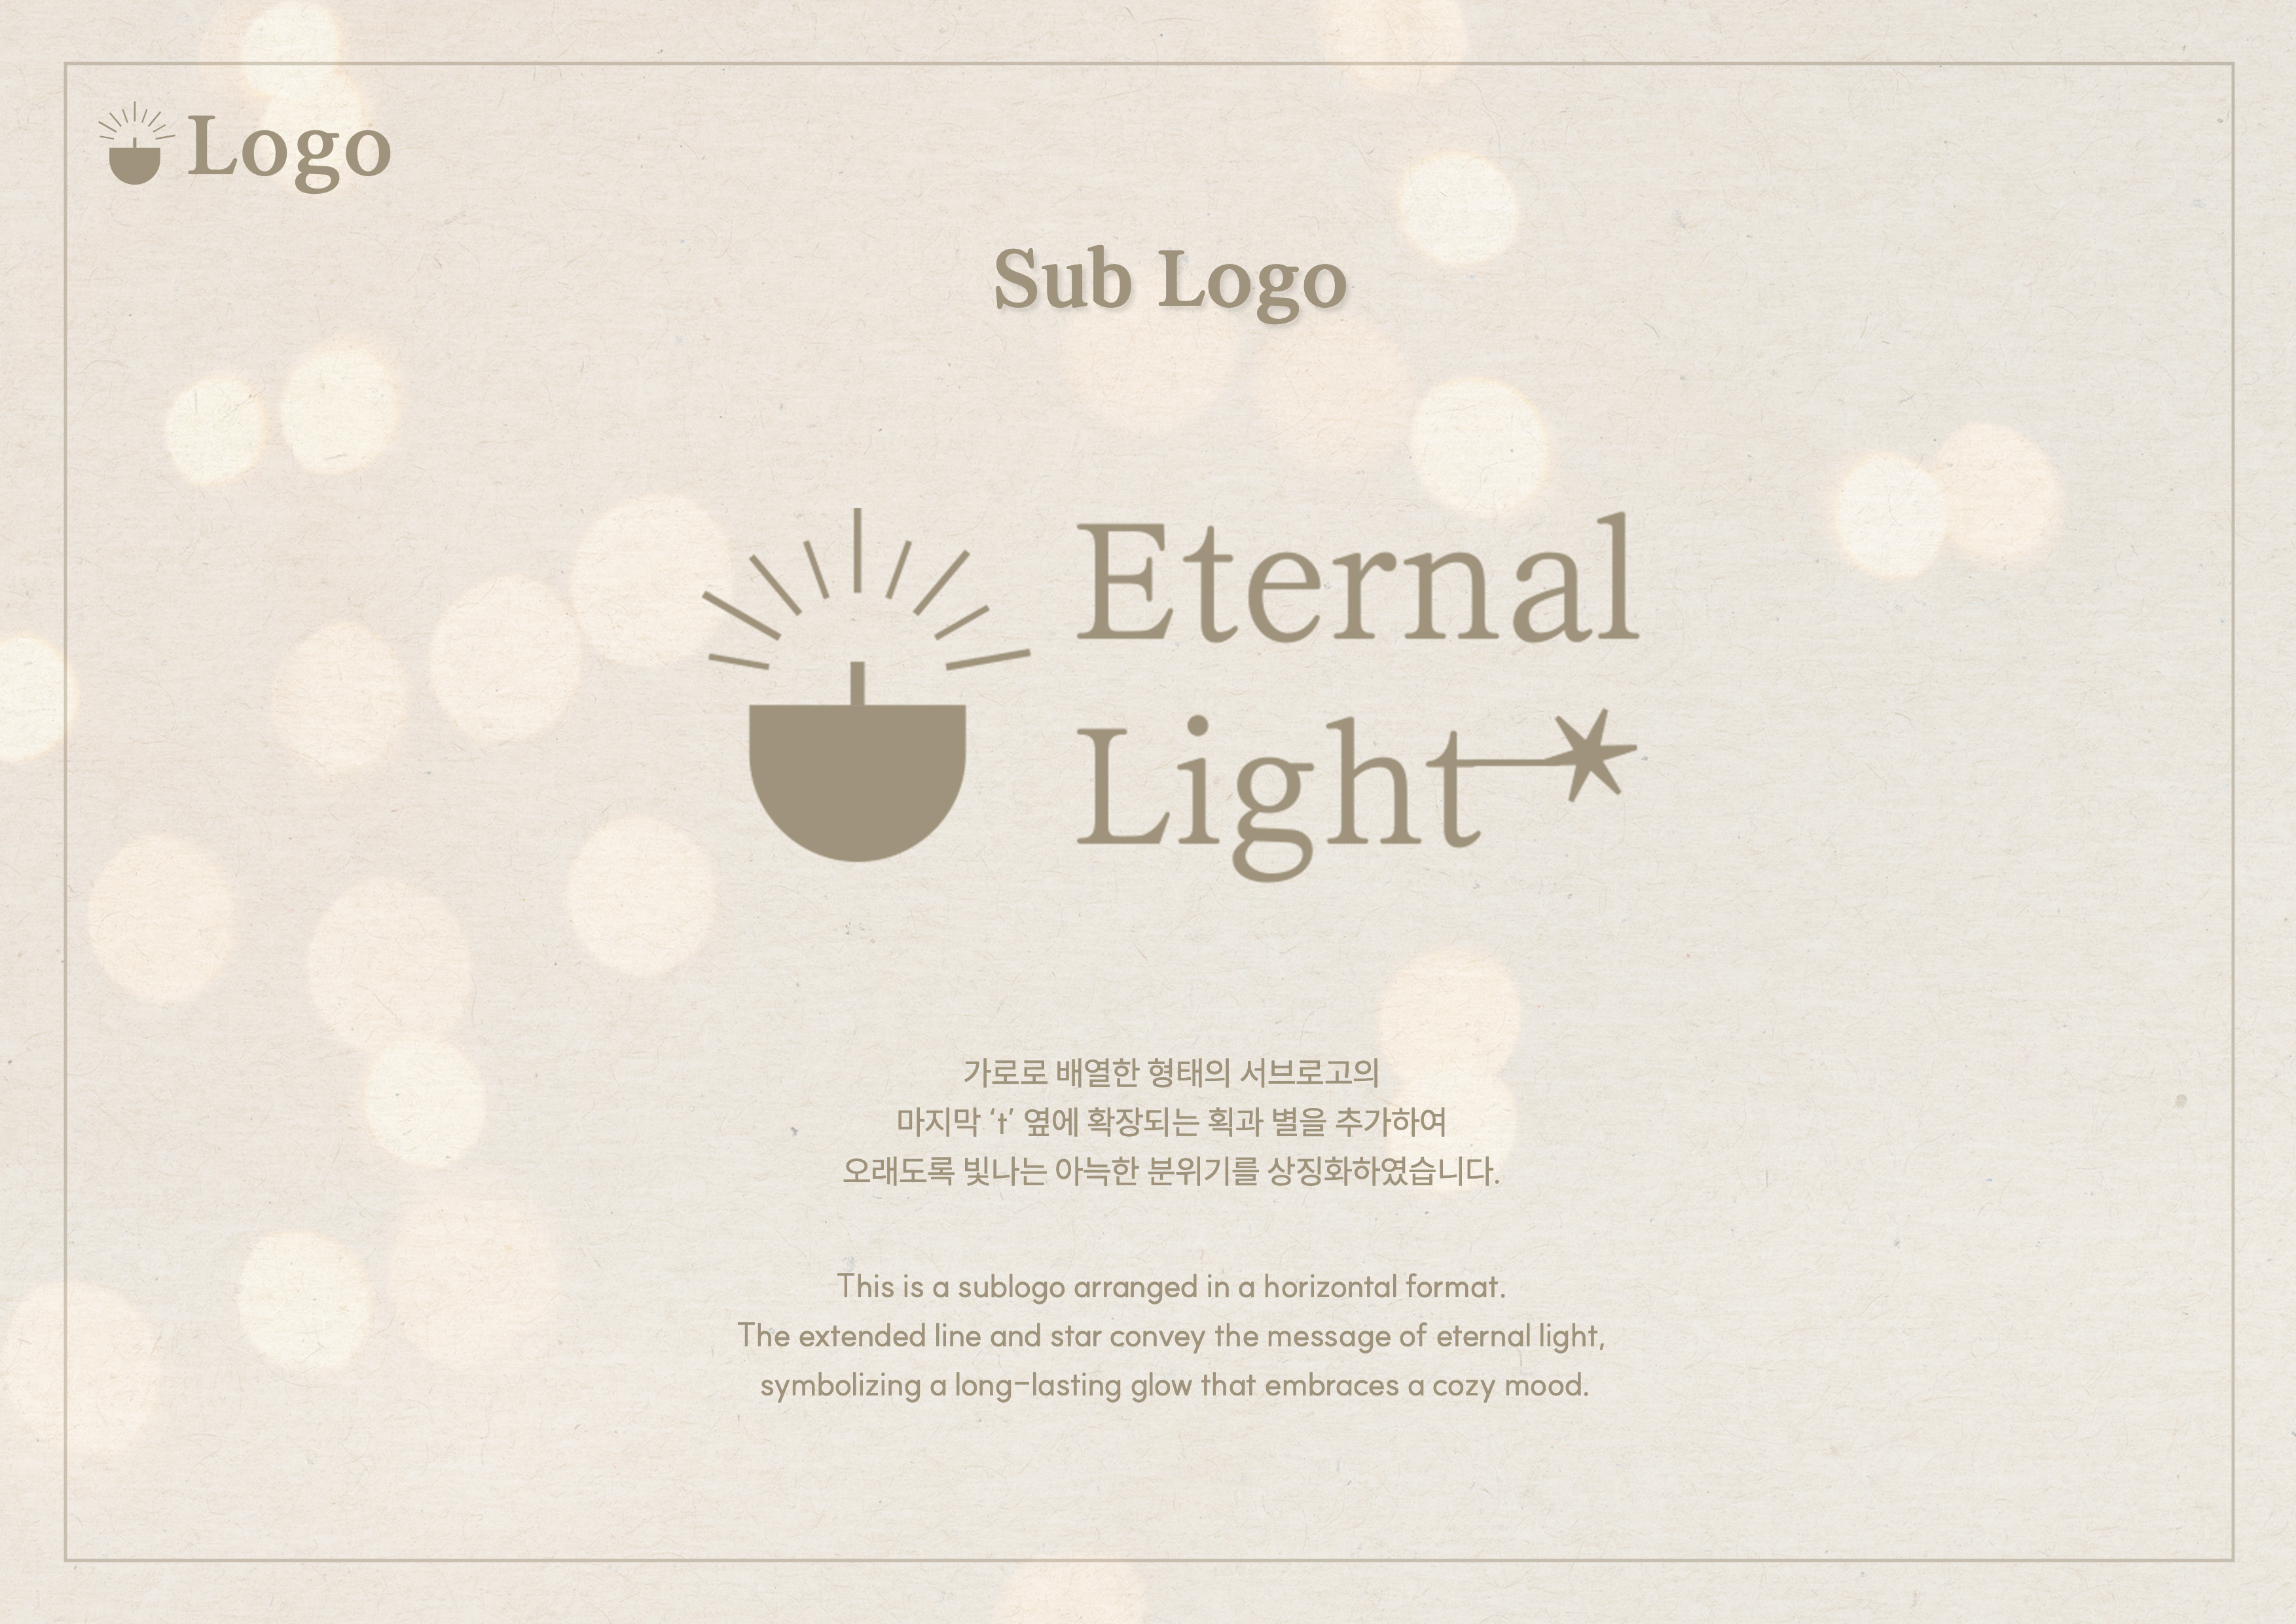 Logo
Sub Logo
Eternal
Light
가로로 배열한 형태의 서브로고의
마지막 ‘t’ 옆에 확장되는 획과 별을 추가하여
오래도록 빛나는 아늑한 분위기를 상징화하였습니다.
This is a sublogo arranged in a horizontal format.
The extended line and star convey the message of eternal light,
symbolizing a long-lasting glow that embraces a cozy mood.